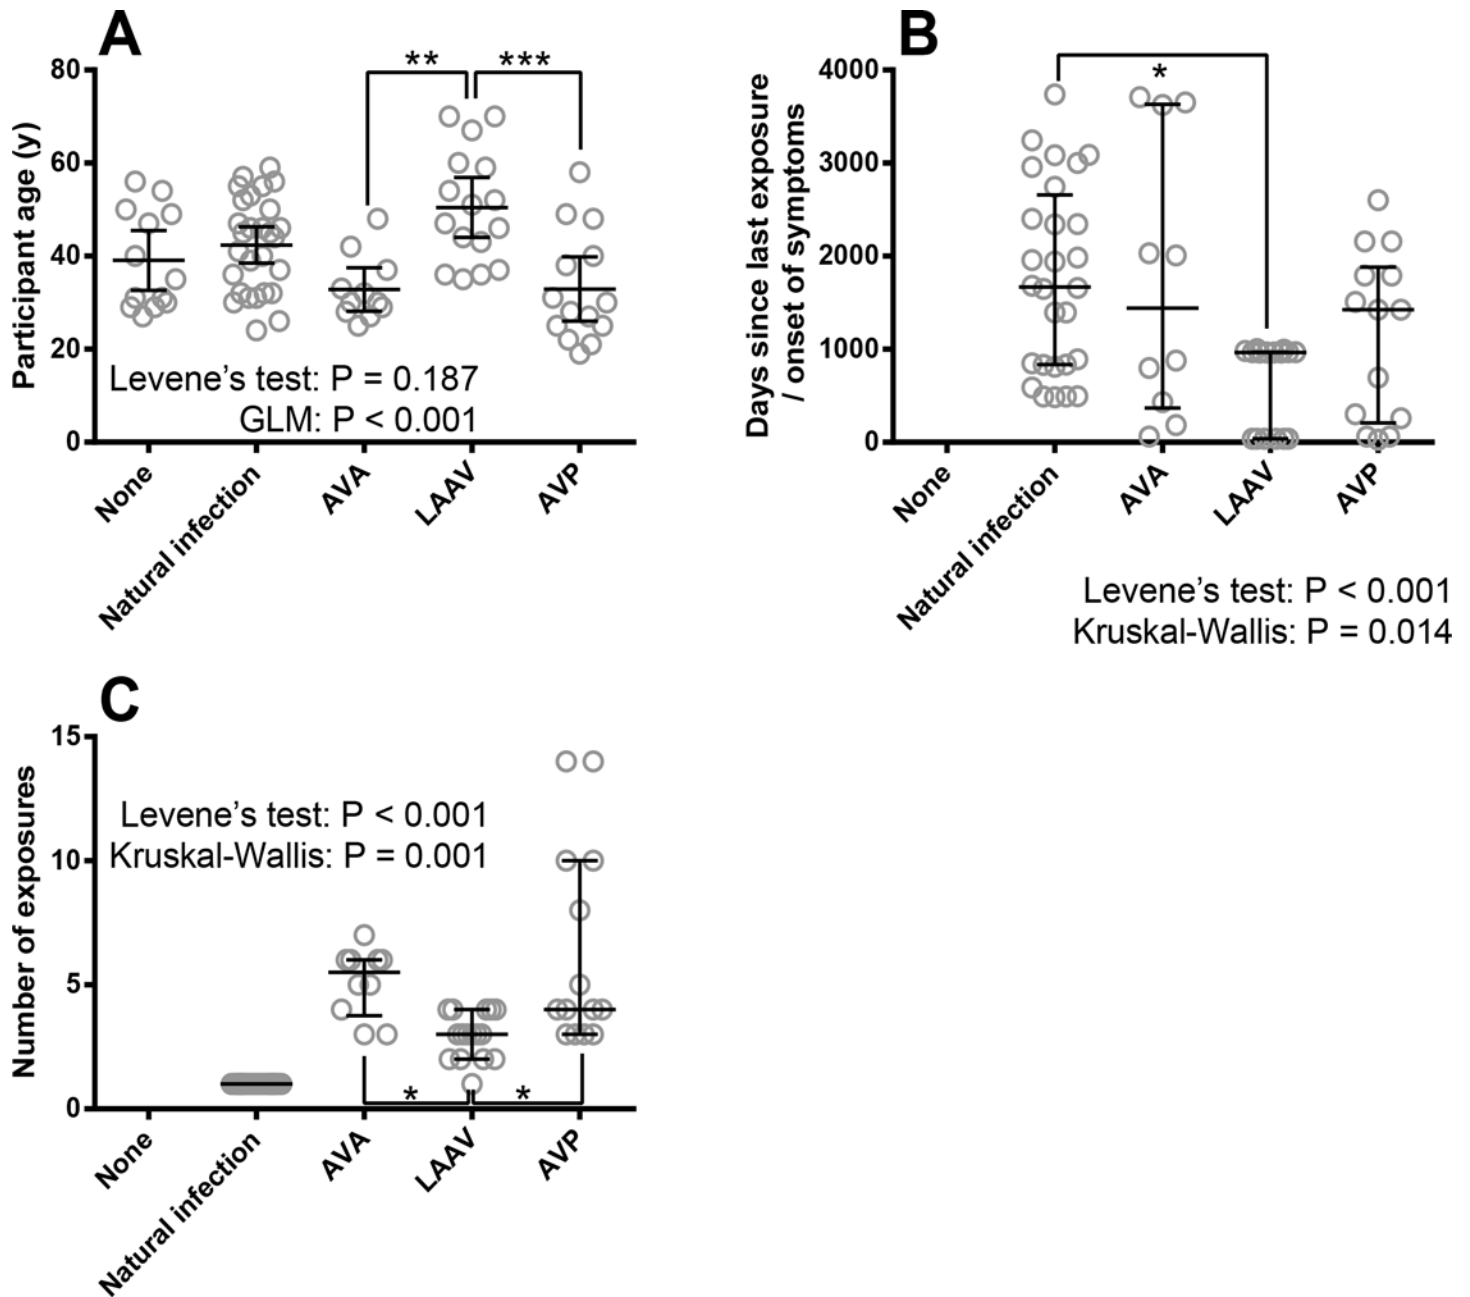 A
Participant age (y)
80
60
40
20
0
**
***
Levene's test: P = 0.187
GLM: P < 0.001
None
Natural infection
AVA
LAAV
AVP
B
Days since last exposure
/ onset of symptoms
4000
3000
2000
1000
0
*
None
Natural infection
AVA
LAAV
AVP
Levene's test: P < 0.001
Kruskal-Wallis: P = 0.014
C
Number of exposures
15
10
5
0
Levene's test: P < 0.001
Kruskal-Wallis: P = 0.001
*
*
None
Natural infection
AVA
LAAV
AVP